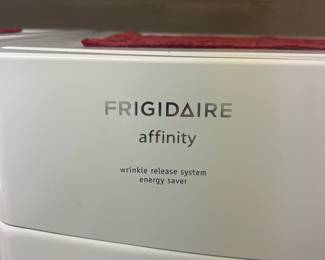 FRIGIDAIRE
affinity
wrinkle release system
energy saver